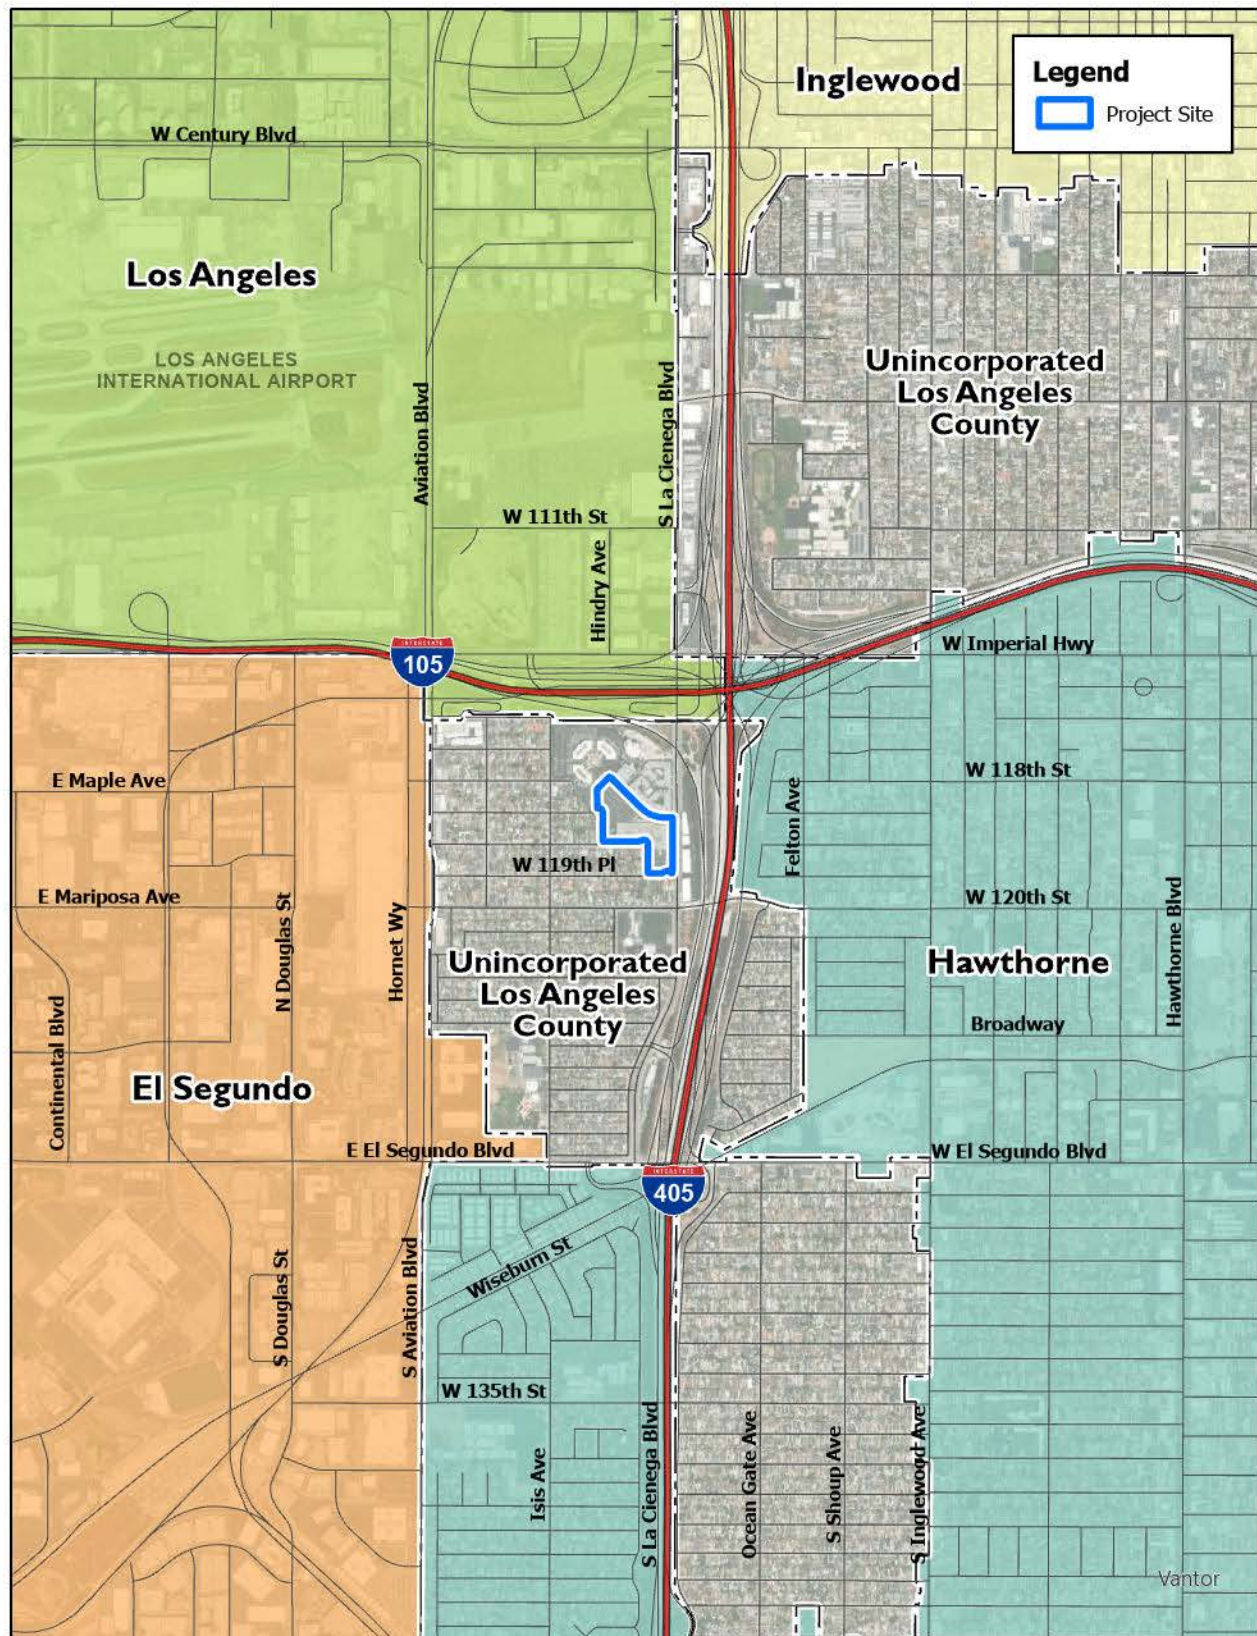 Inglewood
Legend
Project Site
W Century Blvd
Los Angeles
LOS ANGELES
INTERNATIONAL AIRPORT
Aviation Blvd
S La Cienega Blvd
Unincorporated
Los Angeles
County
W 111th St
Hindry Ave
INTERSTATE
105
W Imperial Hwy
E Maple Ave
W 118th St
Felton Ave
W 119th Pl
E Mariposa Ave
N Douglas St
Hornet Wy
W 120th St
Hawthorne Blvd
Unincorporated
Los Angeles
County
Hawthorne
Continental Blvd
Broadway
El Segundo
E El Segundo Blvd
W El Segundo Blvd
INTERSTATE
405
Wiseburn St
S Douglas St
S Aviation Blvd
W 135th St
Isis Ave
S La Cienega Blvd
Ocean Gate Ave
S Shoup Ave
S Inglewood Ave
Vantor